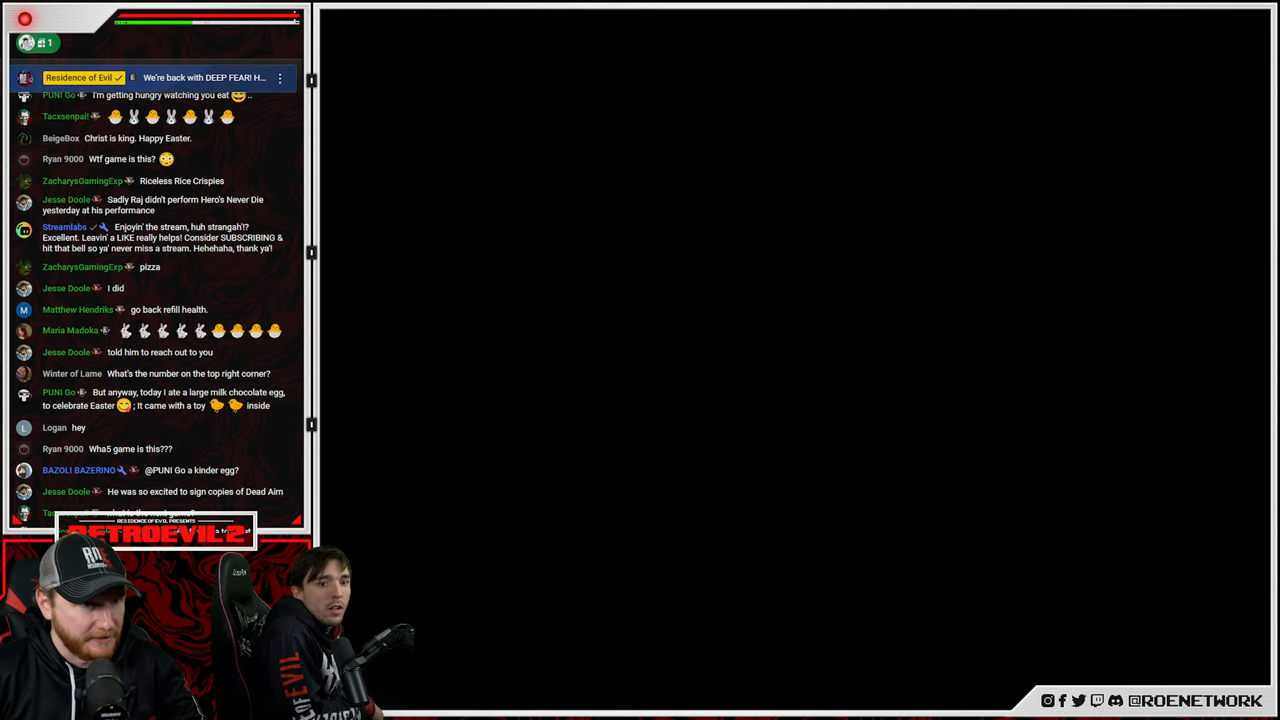 1
Residence of Evil We're back with DEEP FEAR! H...
PUNI Go I'm getting hungry watching you eat 😅 ..
Tacxsenpai! 🐣 🐰 🐣 🐰 🐣 🐰 🐣
BeigeBox Christ is king. Happy Easter.
Ryan 9000 Wtf game is this? 😳
ZacharysGamingExp Riceless Rice Crispies
Jesse Doole Sadly Raj didn't perform Hero's Never Die
yesterday at his performance
Streamlabs Enjoyin' the stream, huh strangah'!?
Excellent. Leavin' a LIKE really helps! Consider SUBSCRIBING &
hit that bell so ya' never miss a stream. Hehehaha, thank ya'!
ZacharysGamingExp pizza
Jesse Doole I did
M
Matthew Hendriks go back refill health.
Maria Madoka 🐇 🐇 🐇 🐇 🐇 🐣 🐣 🐣 🐣
Jesse Doole told him to reach out to you
Winter of Lame What's the number on the top right corner?
PUNI Go But anyway, today I ate a large milk chocolate egg,
to celebrate Easter 😋 ; It came with a toy 🐤 🐤 inside
L
Logan hey
Ryan 9000 Wha5 game is this???
BAZOLI BAZERINO @PUNI Go a kinder egg?
Jesse Doole He was so excited to sign copies of Dead Aim
RESIDENCE OF EVIL PRESENTS
RETROEVIL 2
OF EVIL
@ROENETWORK